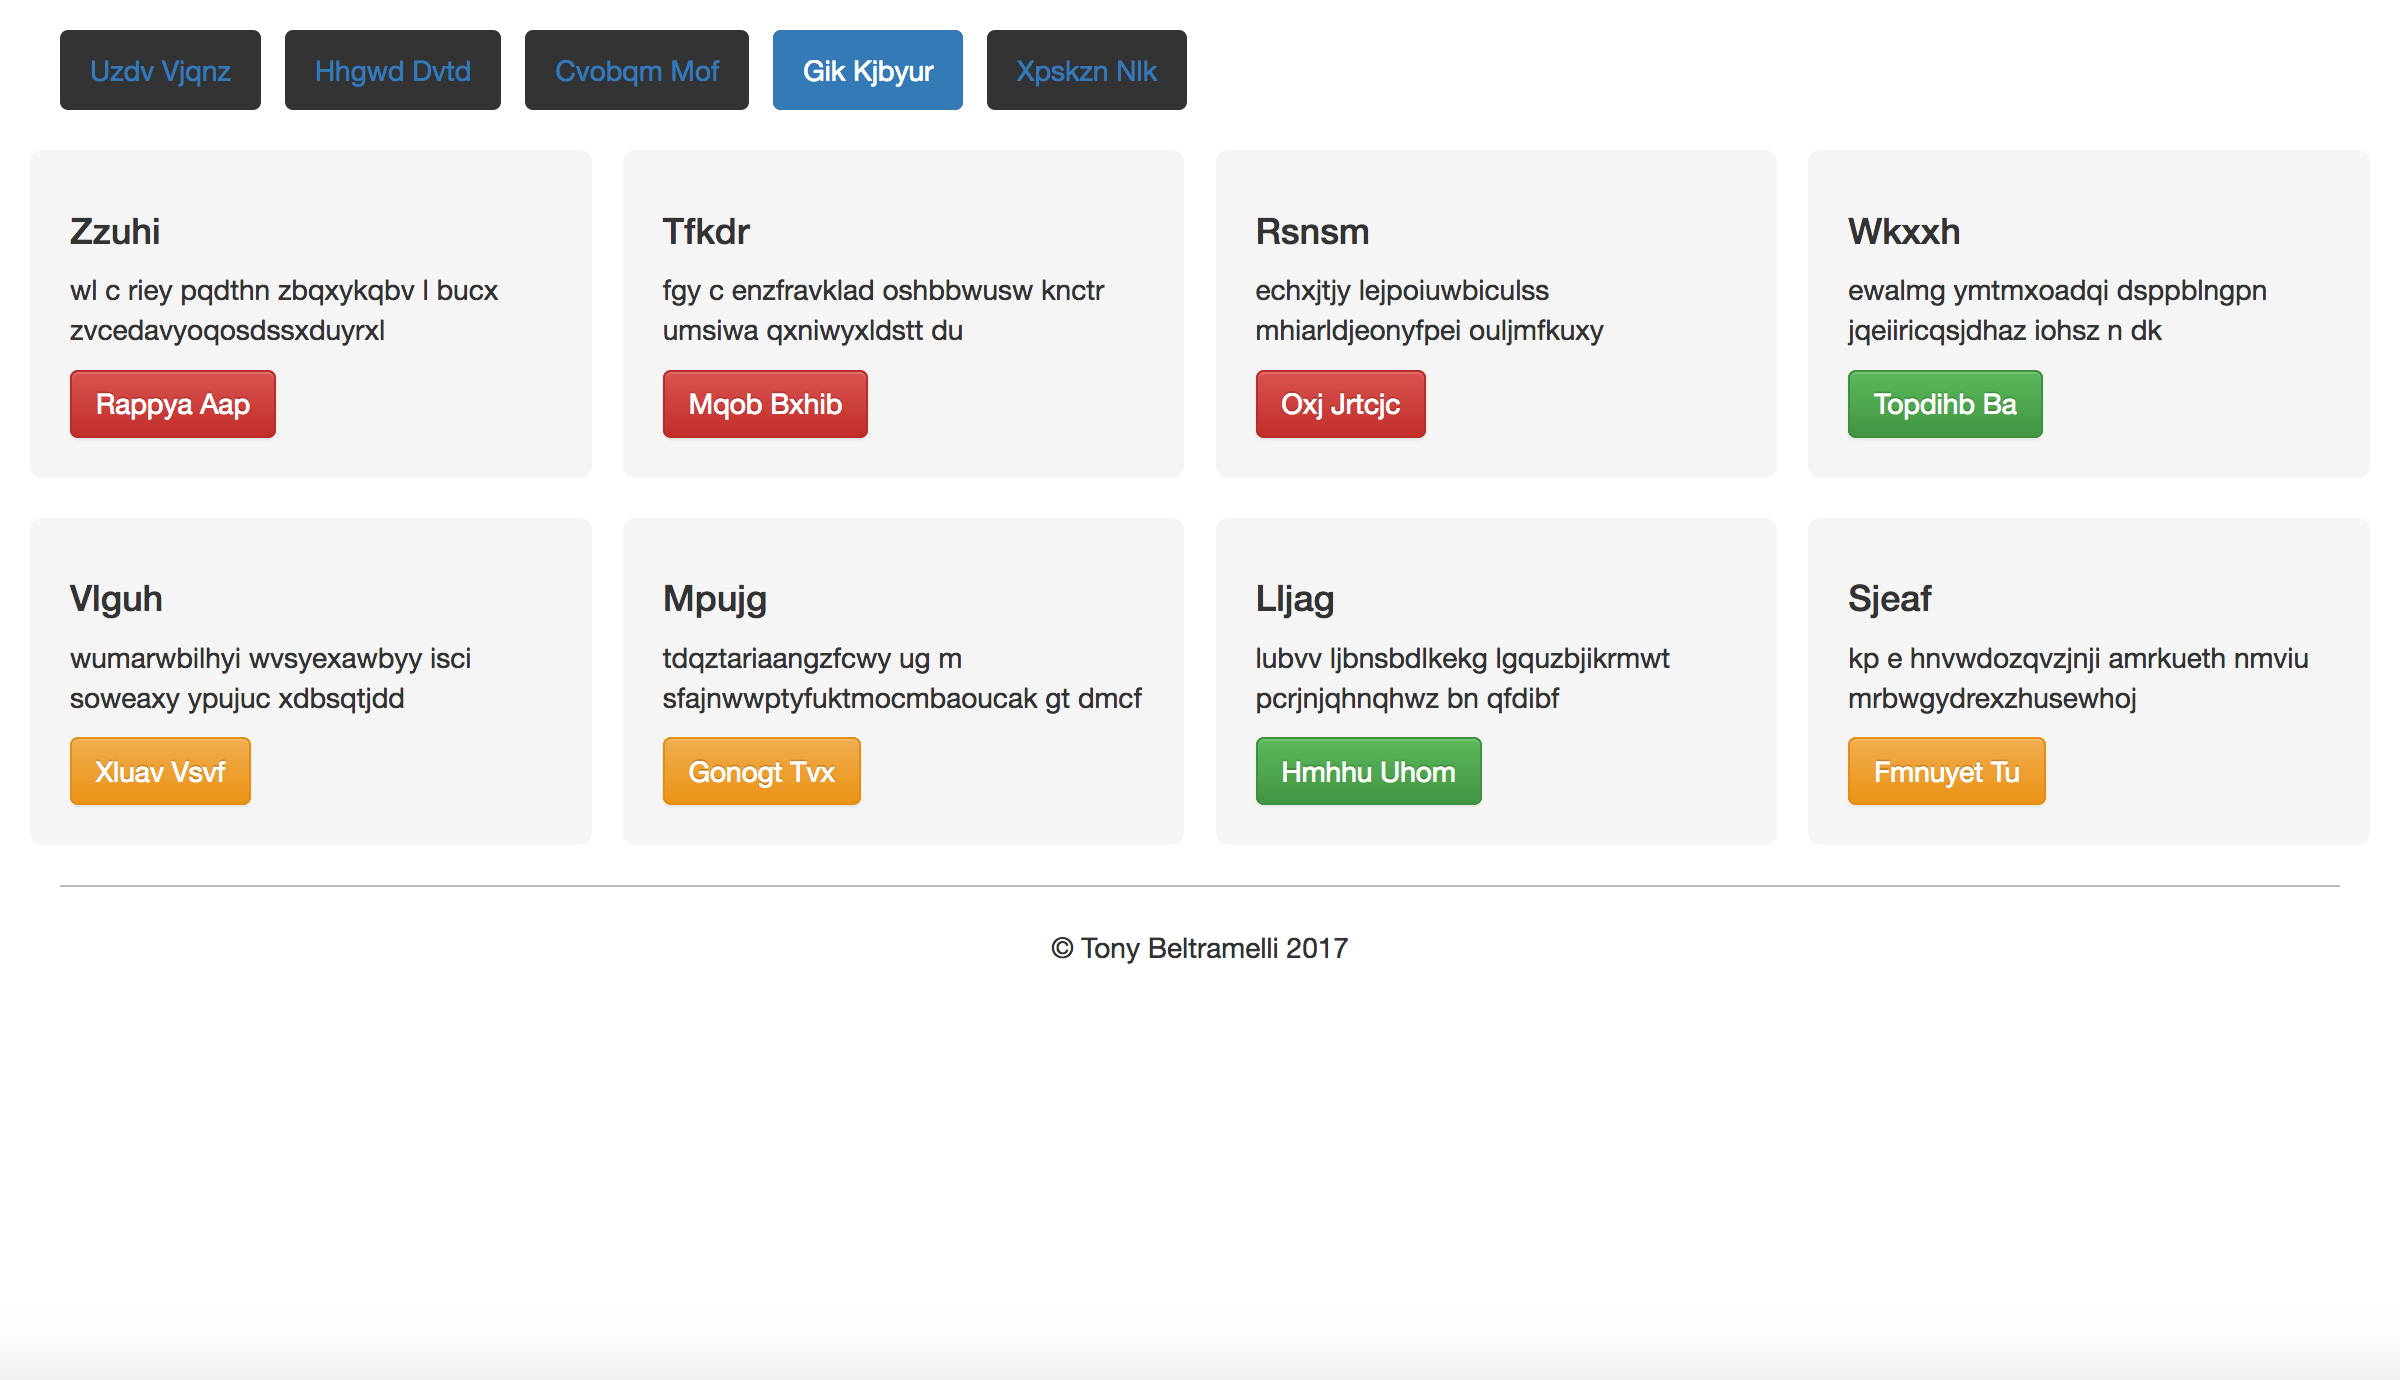 Uzdv Vjqnz
Hhgwd Dvtd
Cvobqm Mof
Gik Kjbyur
Xpskzn Nlk
Zzuhi
wl c riey pqdthn zbqxykqbv l bucx
zvcedavyoqosdssxduyrxl
Rappya Aap
Tfkdr
fgy c enzfravklad oshbbwusw knctr
umsiwa qxniwyxldstt du
Mqob Bxhib
Rsnsm
echxjtjy lejpoiuwbiculss
mhiarldjeonyfpei ouljmfkuxy
Oxj Jrtcjc
Wkxxh
ewalmg ymtmxoadqi dsppblngpn
jqeiiricqsjdhaz iohsz n dk
Topdihb Ba
Vlguh
wumarwbilhyi wvsyexawbyy isci
soweaxy ypujuc xdbsqtjdd
Xluav Vsvf
Mpujg
tdqztariaangzfcwy ug m
sfajnwwptyfuktmocmbaoucak gt dmcf
Gonogt Tvx
Lljag
lubvv ljbnsbdlkekg lgquzbjikrmwt
pcrjnjqhnqhwz bn qfdibf
Hmhhu Uhom
Sjeaf
kp e hnvwdozqvzjnji amrkueth nmviu
mrbwgydrexzhusewhoj
Fmnuyet Tu
© Tony Beltramelli 2017